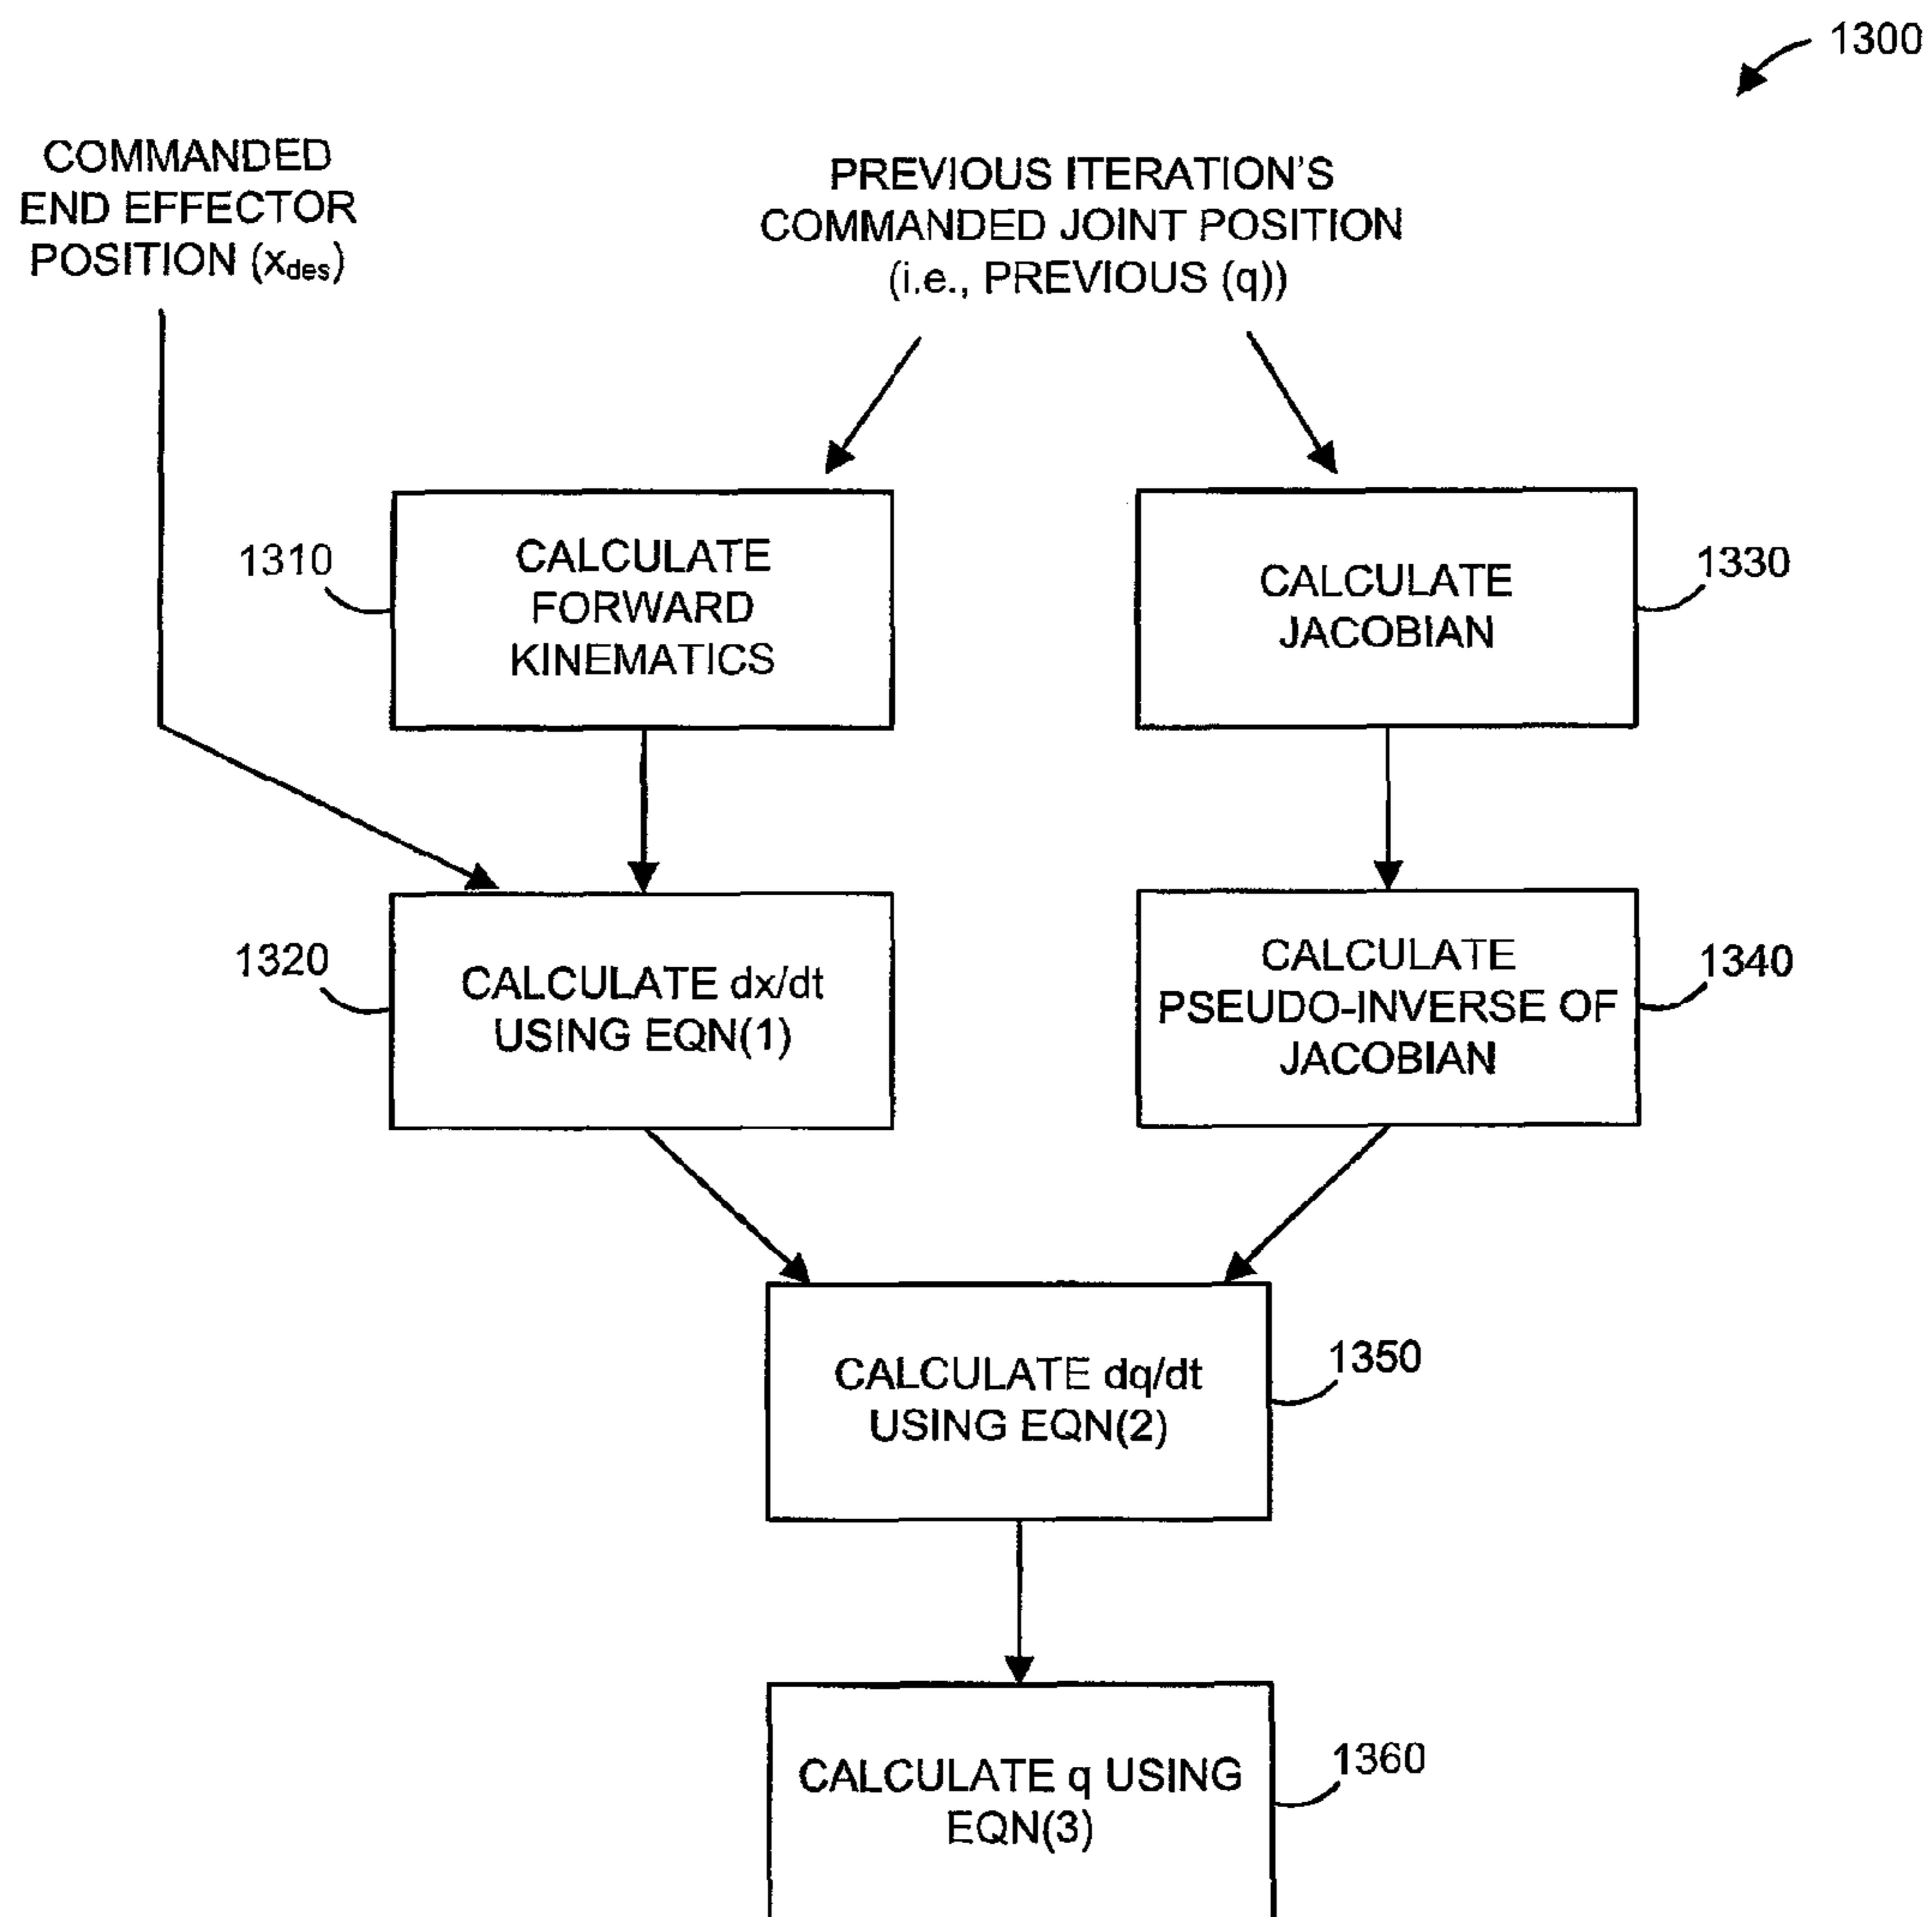 1300
COMMANDED
END EFFECTOR
POSITION (xdes)
PREVIOUS ITERATION'S
COMMANDED JOINT POSITION
(i.e., PREVIOUS (q))
1310
CALCULATE
FORWARD
KINEMATICS
CALCULATE
JACOBIAN
1330
1320
CALCULATE dx/dt
USING EQN(1)
CALCULATE
PSEUDO-INVERSE OF
JACOBIAN
1340
CALCULATE dq/dt
USING EQN(2)
1350
CALCULATE q USING
EQN(3)
1360